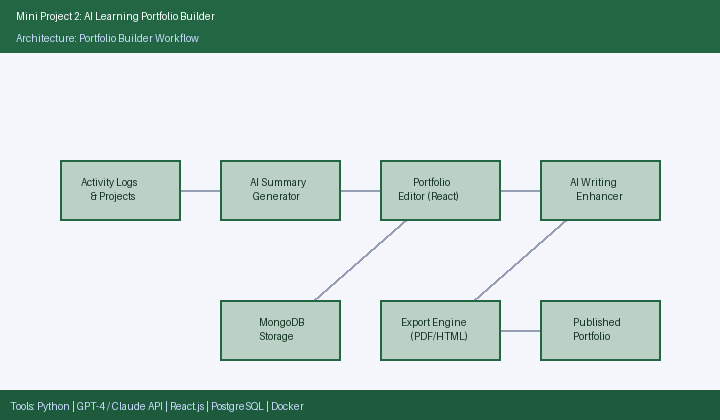 Mini Project 2: AI Learning Portfolio Builder
Architecture: Portfolio Builder Workflow
Activity Logs
& Projects
AI Summary
Generator
Portfolio
Editor (React)
AI Writing
Enhancer
MongoDB
Storage
Export Engine
(PDF/HTML)
Published
Portfolio
Tools: Python | GPT-4 / Claude API | React.js | PostgreSQL | Docker